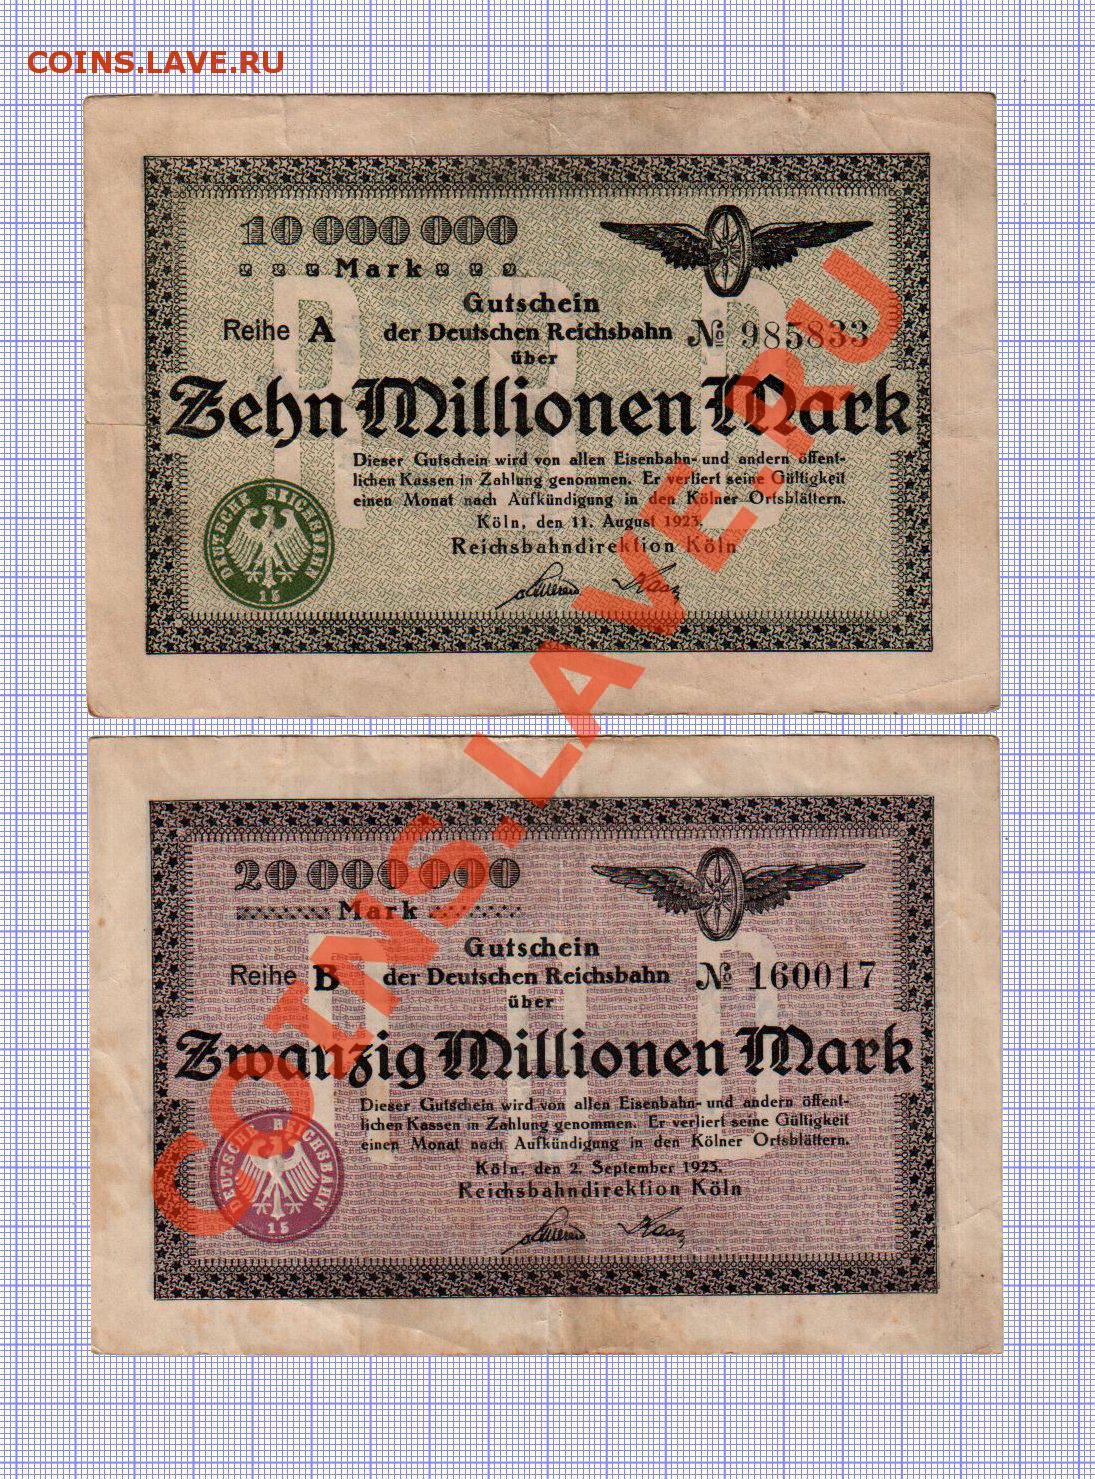 COINS.LAVE.RU
10 000 000
Mark
Gutschein
Reihe A der Deutschen Reichsbahn № 985833
über
Zehn Millionen Mark
Dieser Gutschein wird von allen Eisenbahn- und andern öffent-
lichen Kassen in Zahlung genommen. Er verliert seine Gültigkeit
einen Monat nach Aufkündigung in den Kölner Ortsblättern.
Köln, den 11. August 1923.
Reichsbahndirektion Köln
DEUTSCHE REICHSBAHN
15
RBD
COINS.LAVE.RU
20 000 000
Mark
Gutschein
Reihe B der Deutschen Reichsbahn № 160017
über
Zwanzig Millionen Mark
Dieser Gutschein wird von allen Eisenbahn- und andern öffent-
lichen Kassen in Zahlung genommen. Er verliert seine Gültigkeit
einen Monat nach Aufkündigung in den Kölner Ortsblättern.
Köln, den 2. September 1923.
Reichsbahndirektion Köln
DEUTSCHE REICHSBAHN
15